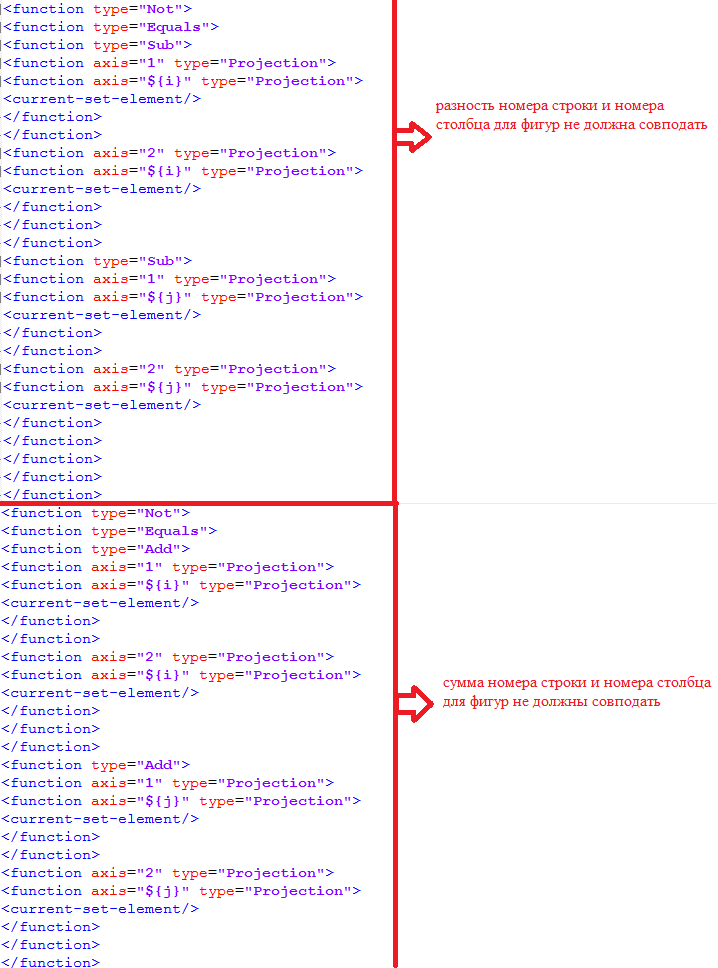 <function type="Not">
<function type="Equals">
<function type="Sub">
<function axis="1" type="Projection">
<function axis="${i}" type="Projection">
<current-set-element/>
</function>
</function>
<function axis="2" type="Projection">
<function axis="${i}" type="Projection">
<current-set-element/>
</function>
</function>
</function>
<function type="Sub">
<function axis="1" type="Projection">
<function axis="${j}" type="Projection">
<current-set-element/>
</function>
</function>
<function axis="2" type="Projection">
<function axis="${j}" type="Projection">
<current-set-element/>
</function>
</function>
</function>
</function>
</function>
разность номера строки и номера
столбца для фигур не должна совподать
<function type="Not">
<function type="Equals">
<function type="Add">
<function axis="1" type="Projection">
<function axis="${i}" type="Projection">
<current-set-element/>
</function>
</function>
<function axis="2" type="Projection">
<function axis="${i}" type="Projection">
<current-set-element/>
</function>
</function>
</function>
<function type="Add">
<function axis="1" type="Projection">
<function axis="${j}" type="Projection">
<current-set-element/>
</function>
</function>
<function axis="2" type="Projection">
<function axis="${j}" type="Projection">
<current-set-element/>
</function>
</function>
</function>
сумма номера строки и номера столбца
для фигур не должны совподать